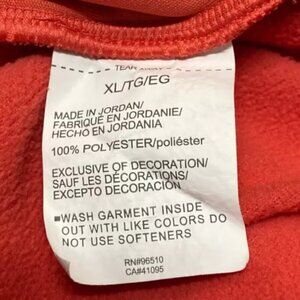 TEAR AWAY
XL/TG/EG
MADE IN JORDAN/
FABRIQUÉ EN JORDANIE/
HECHO EN JORDANIA
100% POLYESTER/poliéster
EXCLUSIVE OF DECORATION/
SAUF LES DÉCORATIONS/
EXCEPTO DECORACIÓN
▪WASH GARMENT INSIDE
OUT WITH LIKE COLORS DO
NOT USE SOFTENERS
RN#96510
CA#41095